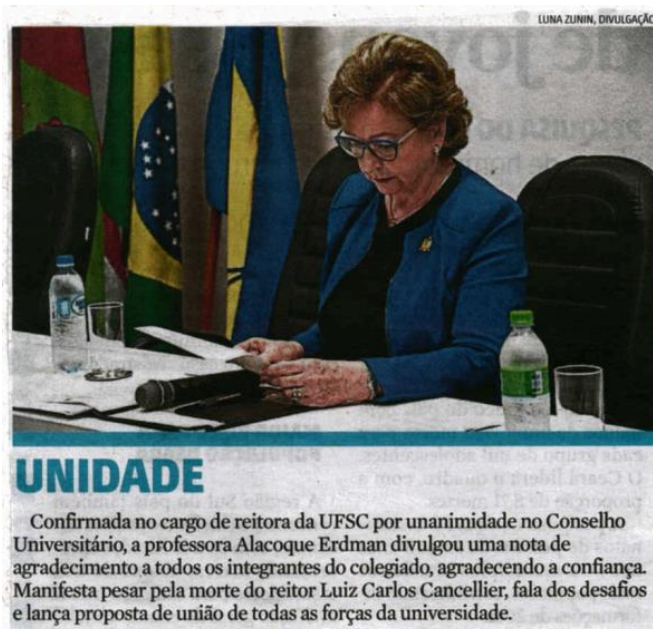 LUNA ZUNIN, DIVULGAÇÃO
UNIDADE
Confirmada no cargo de reitora da UFSC por unanimidade no Conselho
Universitário, a professora Alacoque Erdman divulgou uma nota de
agradecimento a todos os integrantes do colegiado, agradecendo a confiança.
Manifesta pesar pela morte do reitor Luiz Carlos Cancellier, fala dos desafios
e lança proposta de união de todas as forças da universidade.